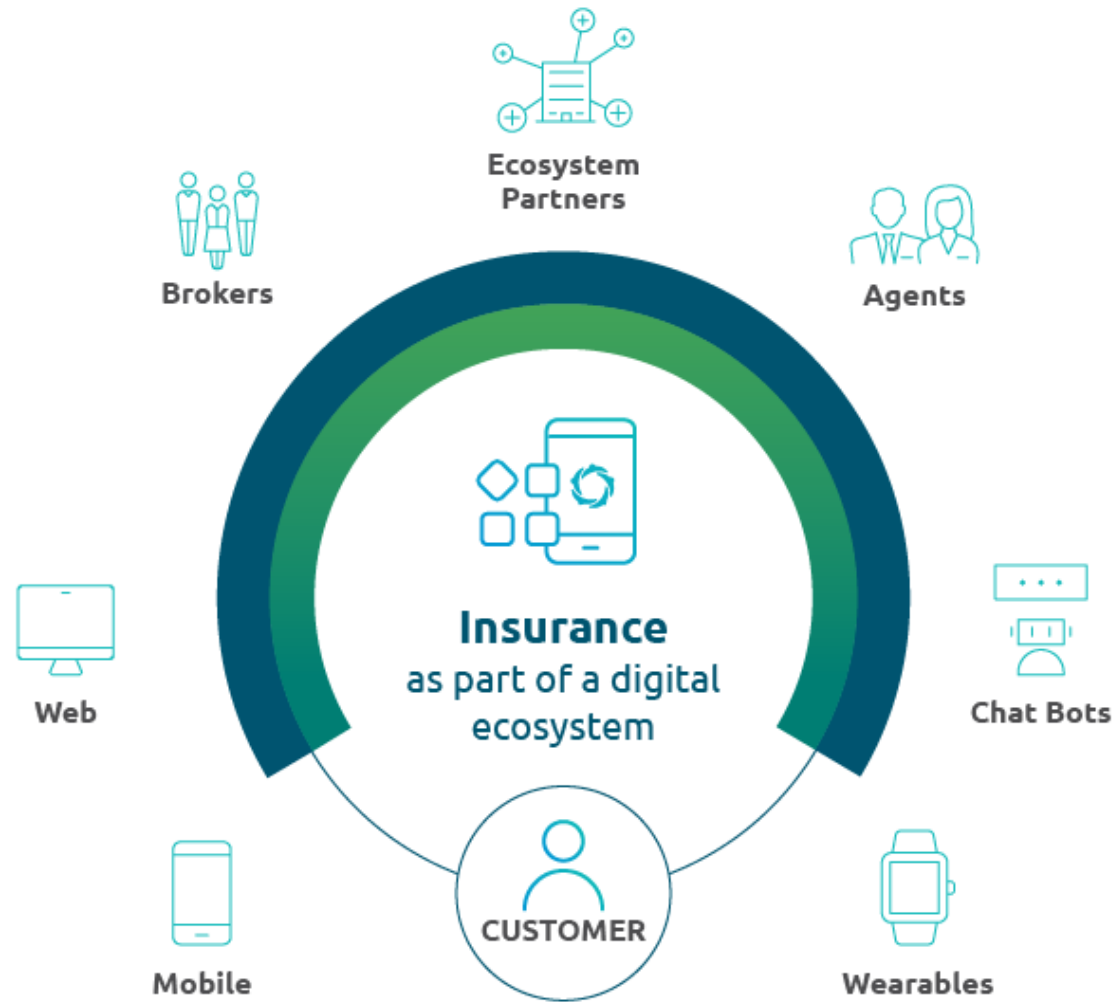 Ecosystem
Partners
Brokers
Agents
Insurance
as part of a digital
ecosystem
Web
Chat Bots
CUSTOMER
Mobile
Wearables